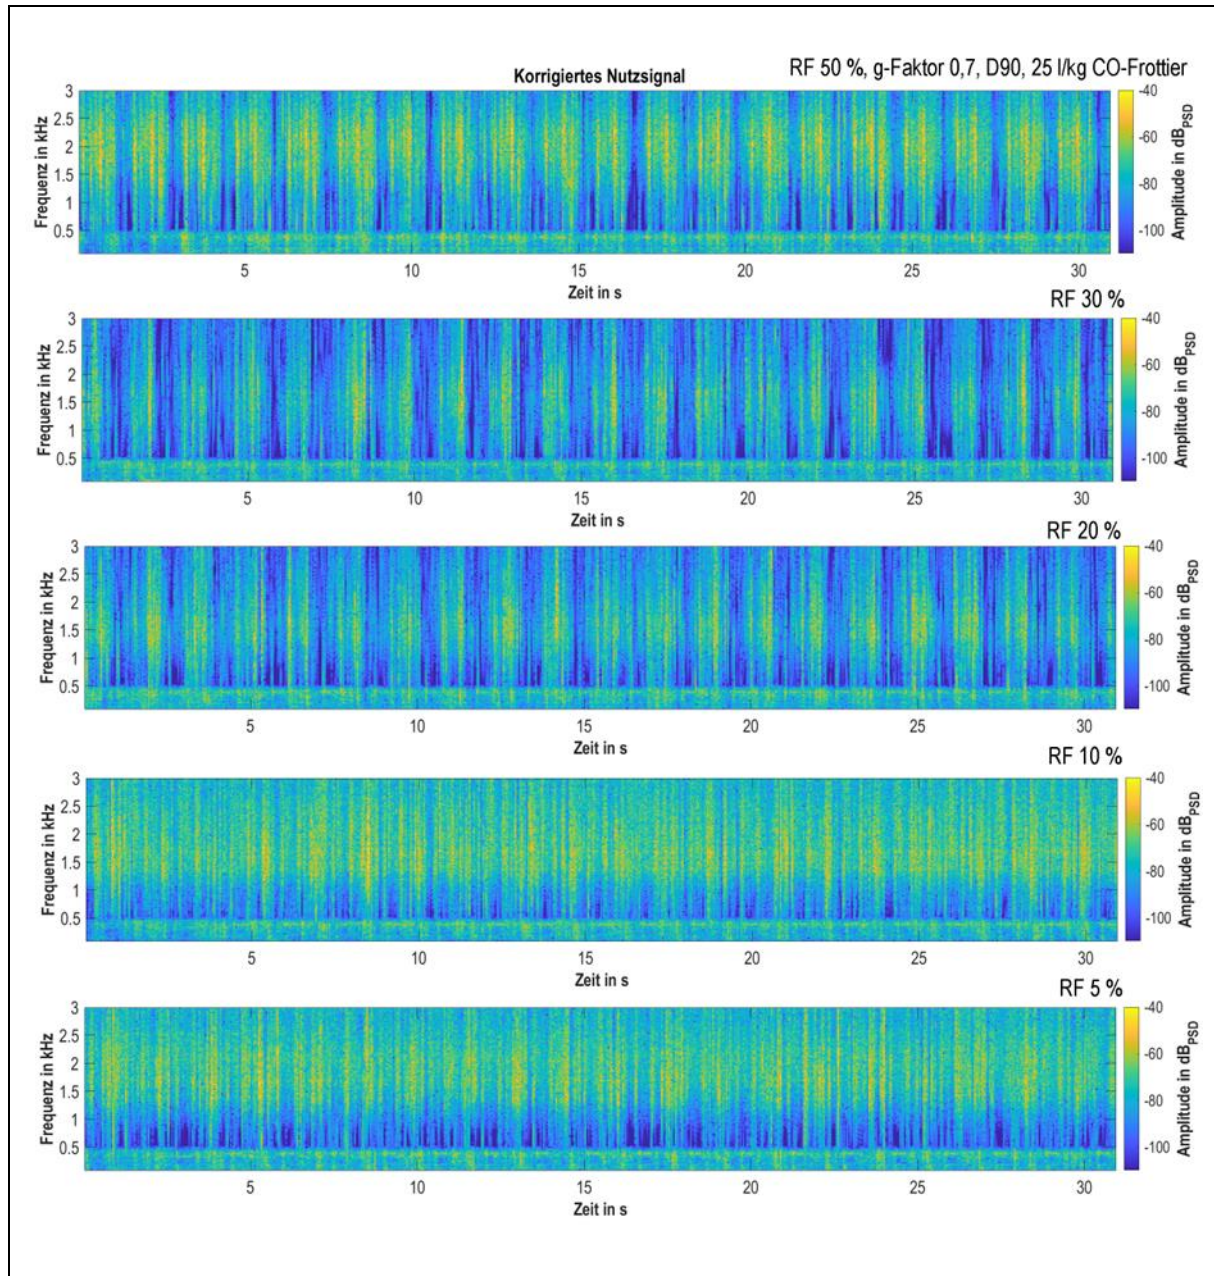 RF 50 %, g-Faktor 0,7, D90, 25 l/kg CO-Frottier
Korrigiertes Nutzsignal
Frequenz in kHz
3
2.5
2
1.5
1
0.5
5 10 15 20 25 30
Zeit in s
-40
-60
-80
-100
Amplitude in dB_PSD
RF 30 %
Frequenz in kHz
3
2.5
2
1.5
1
0.5
5 10 15 20 25 30
Zeit in s
-40
-60
-80
-100
Amplitude in dB_PSD
RF 20 %
Frequenz in kHz
3
2.5
2
1.5
1
0.5
5 10 15 20 25 30
Zeit in s
-40
-60
-80
-100
Amplitude in dB_PSD
RF 10 %
Frequenz in kHz
3
2.5
2
1.5
1
0.5
5 10 15 20 25 30
Zeit in s
-40
-60
-80
-100
Amplitude in dB_PSD
RF 5 %
Frequenz in kHz
3
2.5
2
1.5
1
0.5
5 10 15 20 25 30
Zeit in s
-40
-60
-80
-100
Amplitude in dB_PSD